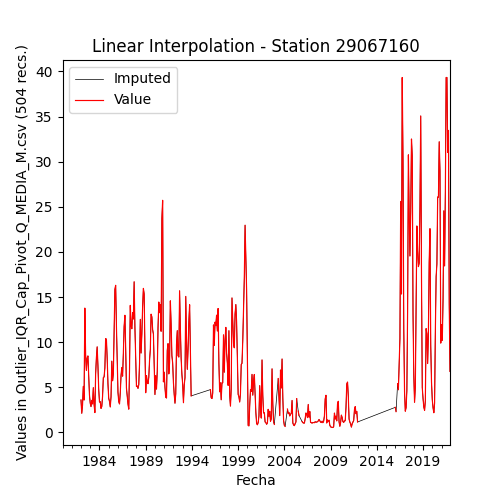 Linear Interpolation - Station 29067160
Imputed
Value
Values in Outlier_IQR_Cap_Pivot_Q_MEDIA_M.csv (504 recs.)
40
35
30
25
20
15
10
5
0
1984 1989 1994 1999 2004 2009 2014 2019
Fecha